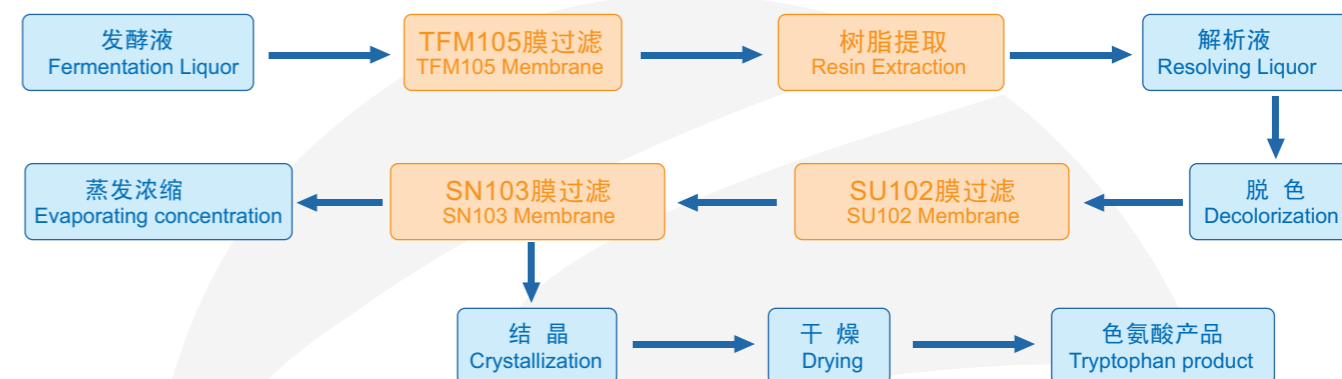 发酵液
Fermentation Liquor
TFM105膜过滤
TFM105 Membrane
树脂提取
Resin Extraction
解析液
Resolving Liquor
脱 色
Decolorization
SU102膜过滤
SU102 Membrane
SN103膜过滤
SN103 Membrane
蒸发浓缩
Evaporating concentration
结 晶
Crystallization
干 燥
Drying
色氨酸产品
Tryptophan product